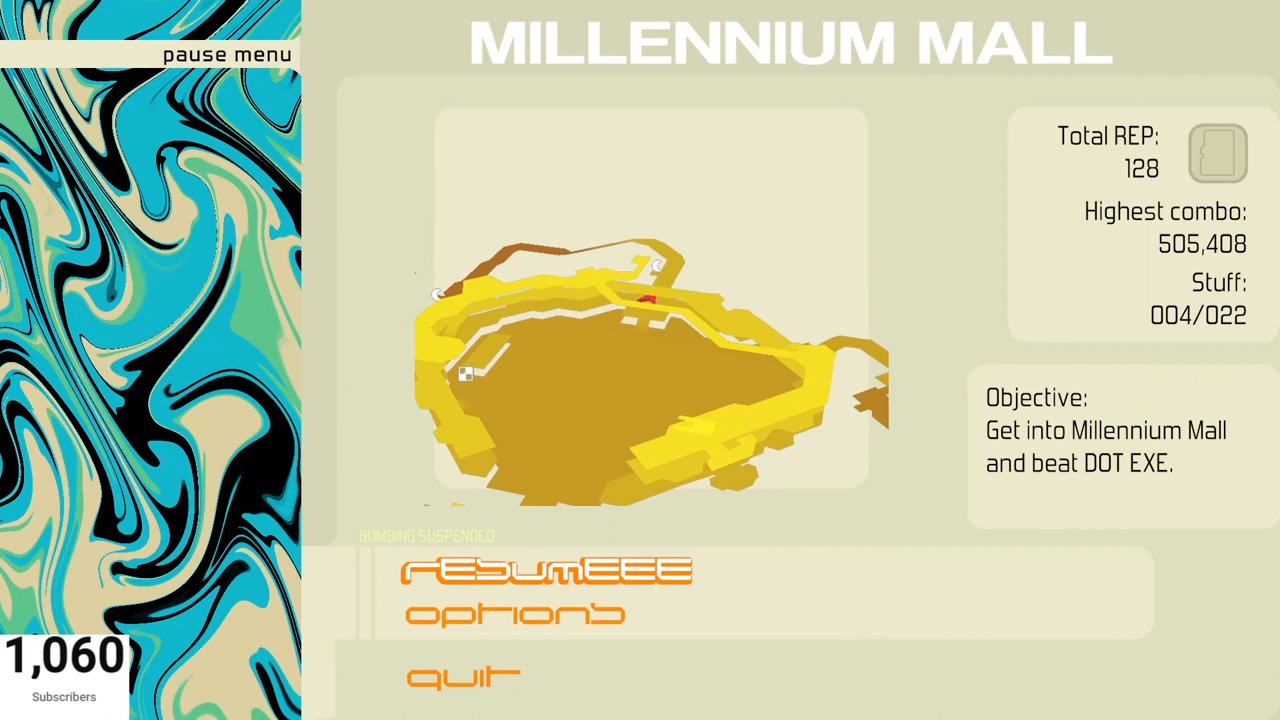 MILLENNIUM MALL
pause menu
Total REP:
128
Highest combo:
505,408
Stuff:
004/022
Objective:
Get into Millennium Mall
and beat DOT EXE.
BOMBING SUSPENDED
rEsumEEE
options
quit
1,060
Subscribers